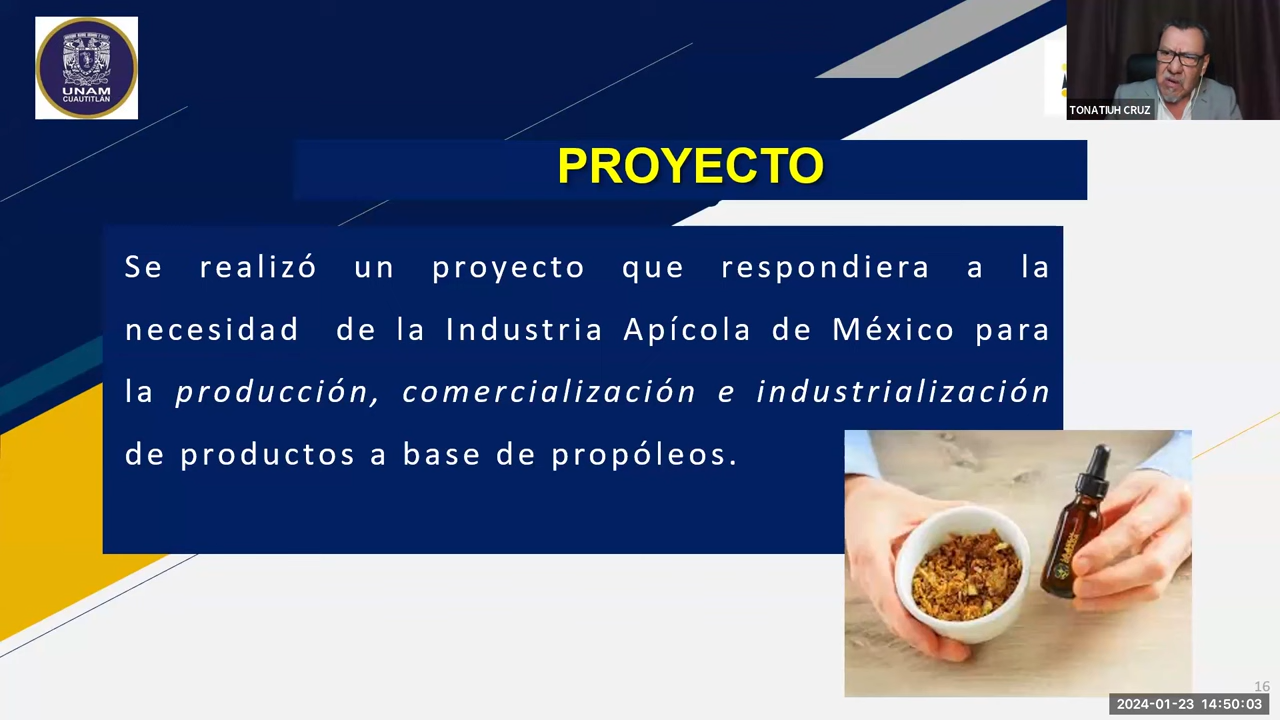 UNAM
CUAUTITLÁN
TONATIUH CRUZ
PROYECTO
Se realizó un proyecto que respondiera a la
necesidad de la Industria Apícola de México para
la producción, comercialización e industrialización
de productos a base de propóleos.
16
2024-01-23 14:50:03